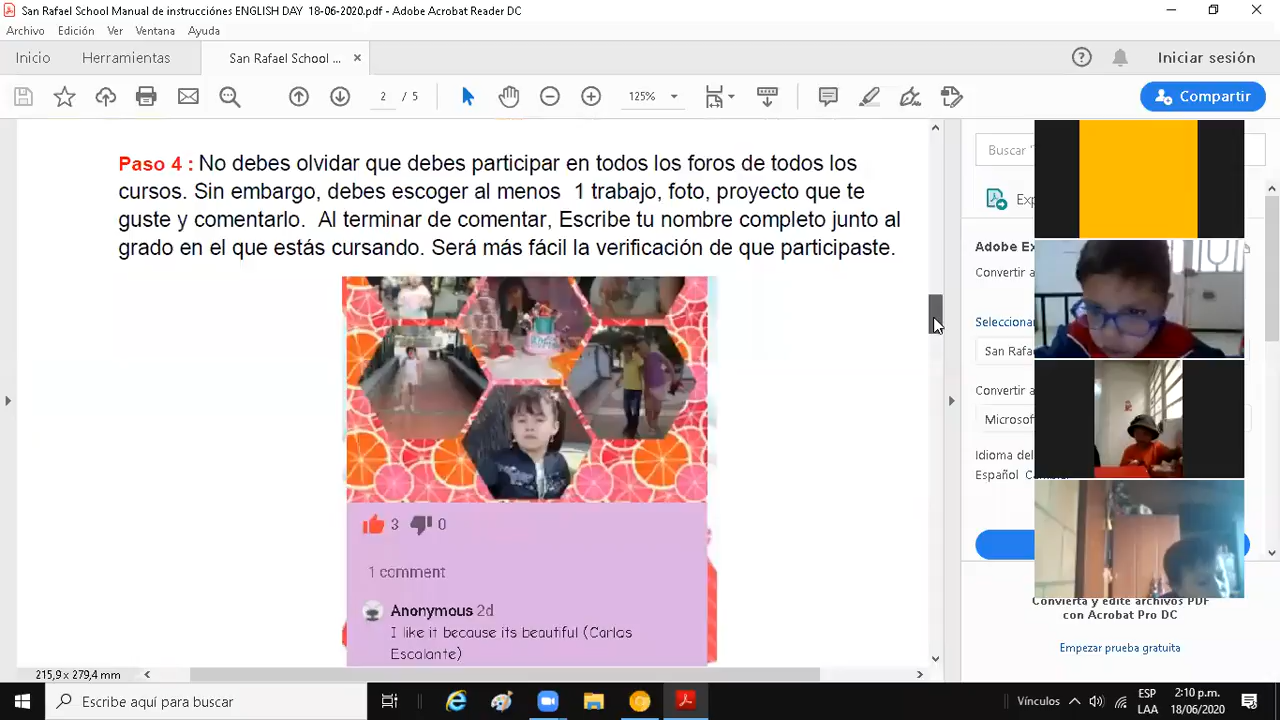 San Rafael School Manual de instrucciónes ENGLISH DAY 18-06-2020.pdf - Adobe Acrobat Reader DC
Archivo Edición Ver Ventana Ayuda
Inicio Herramientas San Rafael School ... × Iniciar sesión
2 / 5 125% Compartir
Paso 4 : No debes olvidar que debes participar en todos los foros de todos los
cursos. Sin embargo, debes escoger al menos 1 trabajo, foto, proyecto que te
guste y comentarlo. Al terminar de comentar, Escribe tu nombre completo junto al
grado en el que estás cursando. Será más fácil la verificación de que participaste.
3 0
1 comment
Anonymous 2d
I like it because its beautiful (Carlos
Escalante)
Buscar
Exp
Adobe Ex
Convertir a
Seleccionar
San Rafa
Convertir a
Microsof
Idioma del
Español Cambiar
Convierta y edite archivos PDF
con Acrobat Pro DC
Empezar prueba gratuita
215,9 x 279,4 mm
Escribe aquí para buscar
Vínculos ESP 2:10 p.m.
LAA 18/06/2020